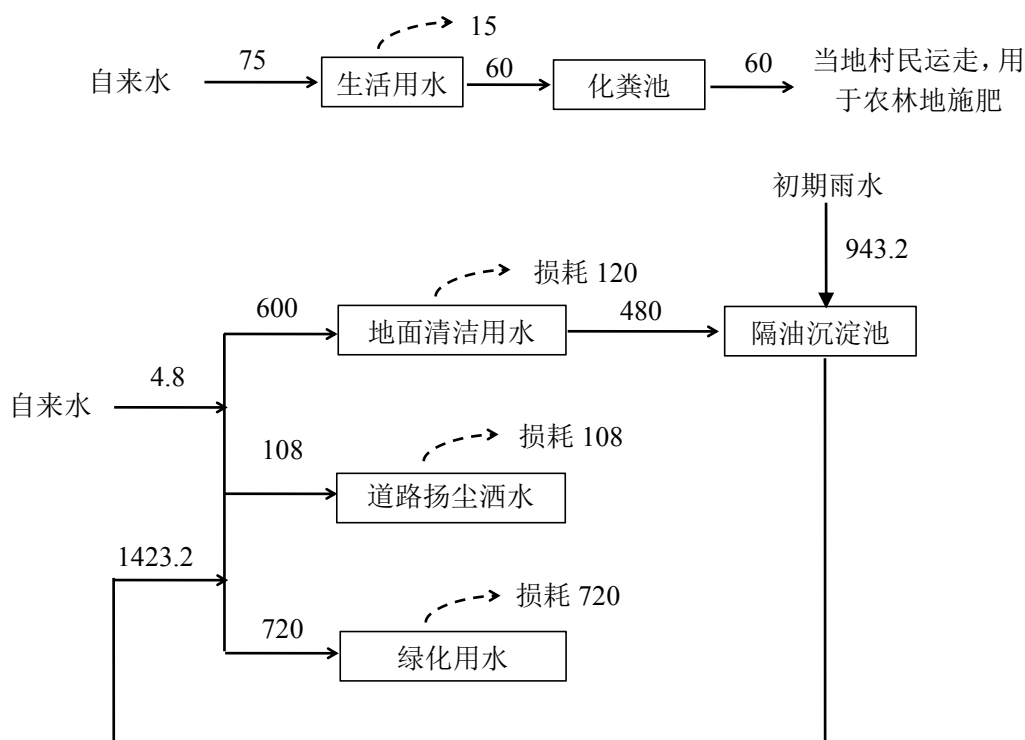 15
自来水
75
生活用水
60
化粪池
60
当地村民运走，用
于农林地施肥
初期雨水
943.2
损耗 120
600
地面清洁用水
480
隔油沉淀池
自来水
4.8
损耗 108
108
道路扬尘洒水
1423.2
损耗 720
720
绿化用水